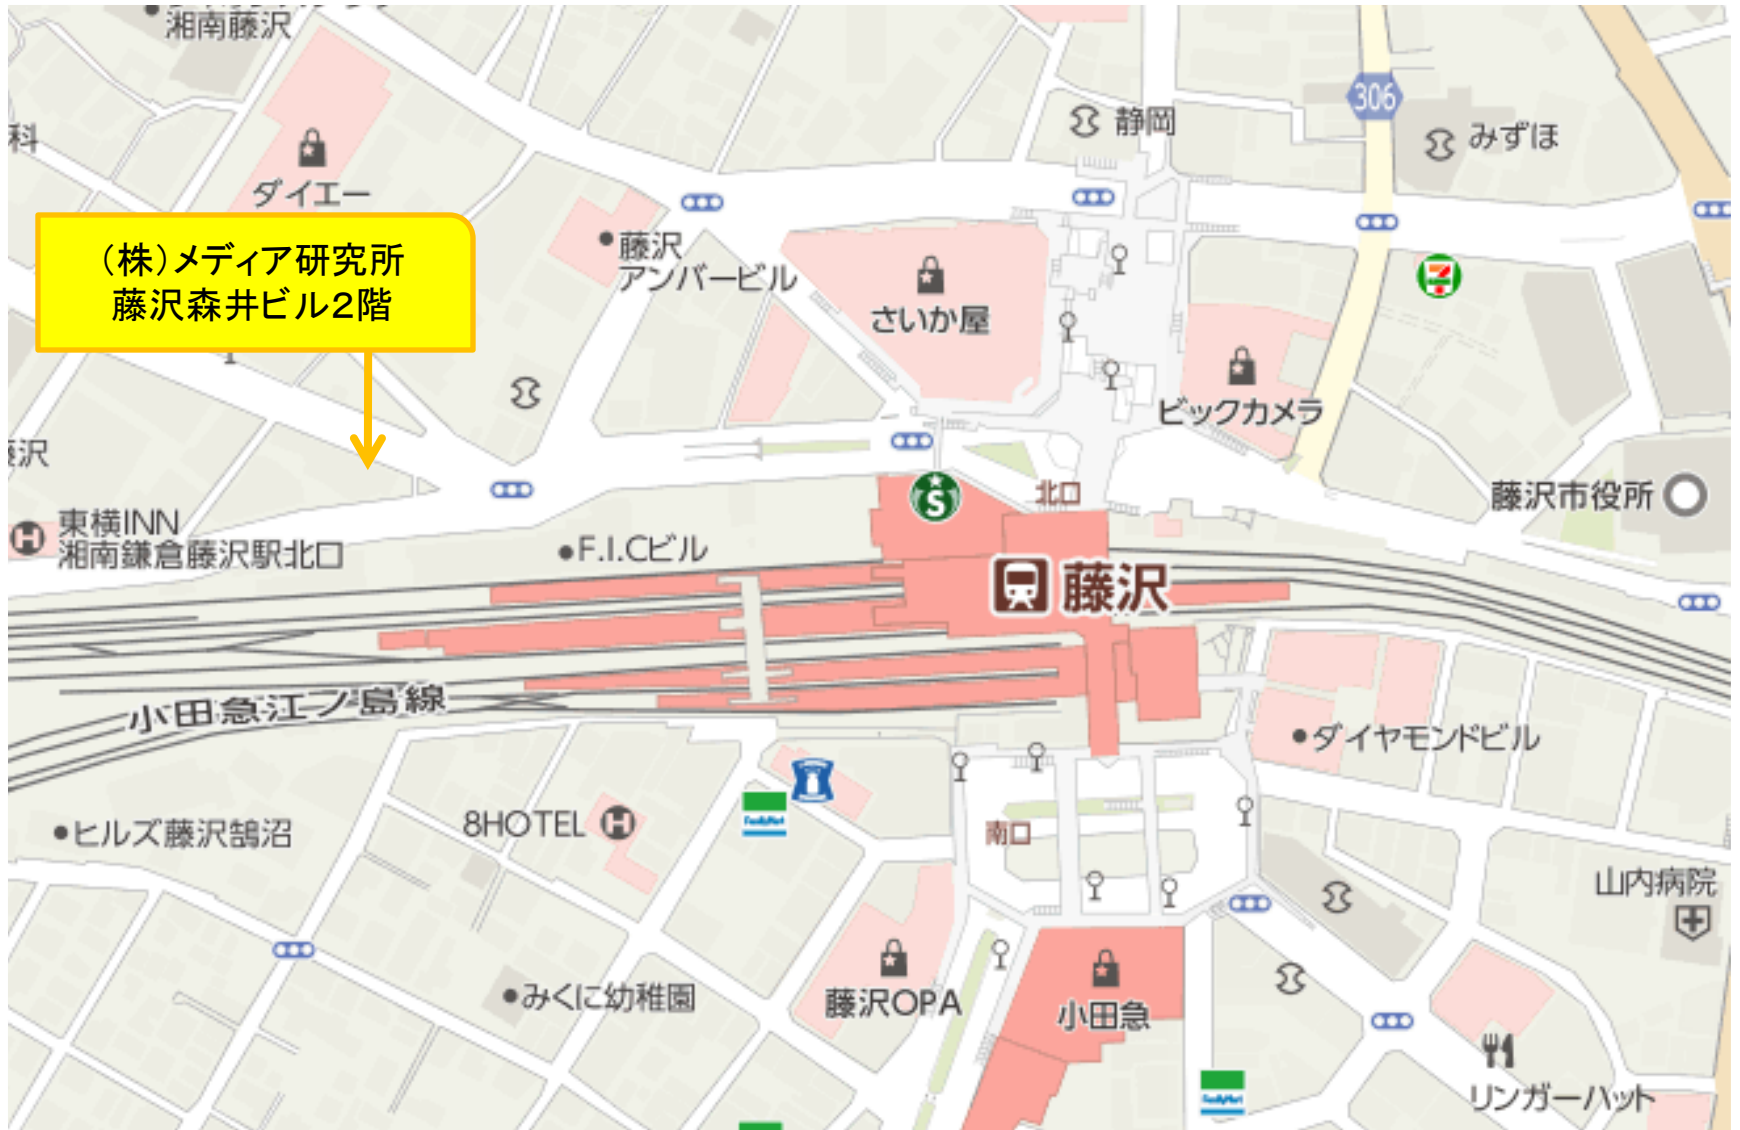 湘南藤沢
306
静岡
みずほ
科
ダイエー
(株)メディア研究所
藤沢森井ビル2階
藤沢
アンバービル
さいか屋
ビックカメラ
沢
藤沢市役所
北口
東横INN
湘南鎌倉藤沢駅北口
F.I.Cビル
藤沢
小田急江ノ島線
ダイヤモンドビル
8HOTEL
FamilyMart
ヒルズ藤沢鵠沼
南口
山内病院
みくに幼稚園
藤沢OPA
小田急
FamilyMart
リンガーハット